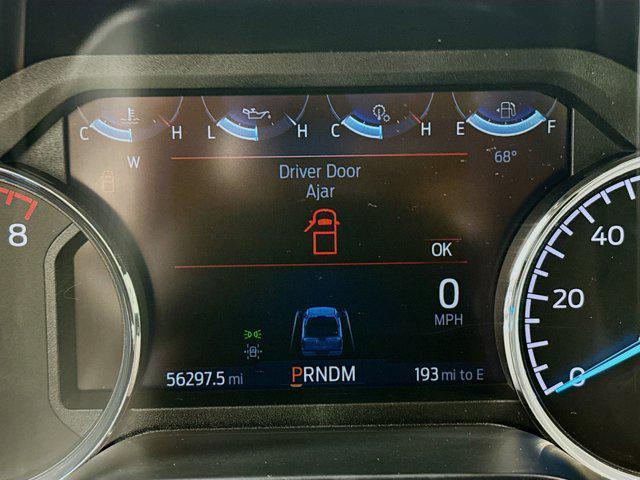 C H L H C H E F
W 68°
Driver Door
Ajar
OK
8
40
20
0
0
MPH
56297.5 mi PRNDM 193 mi to E